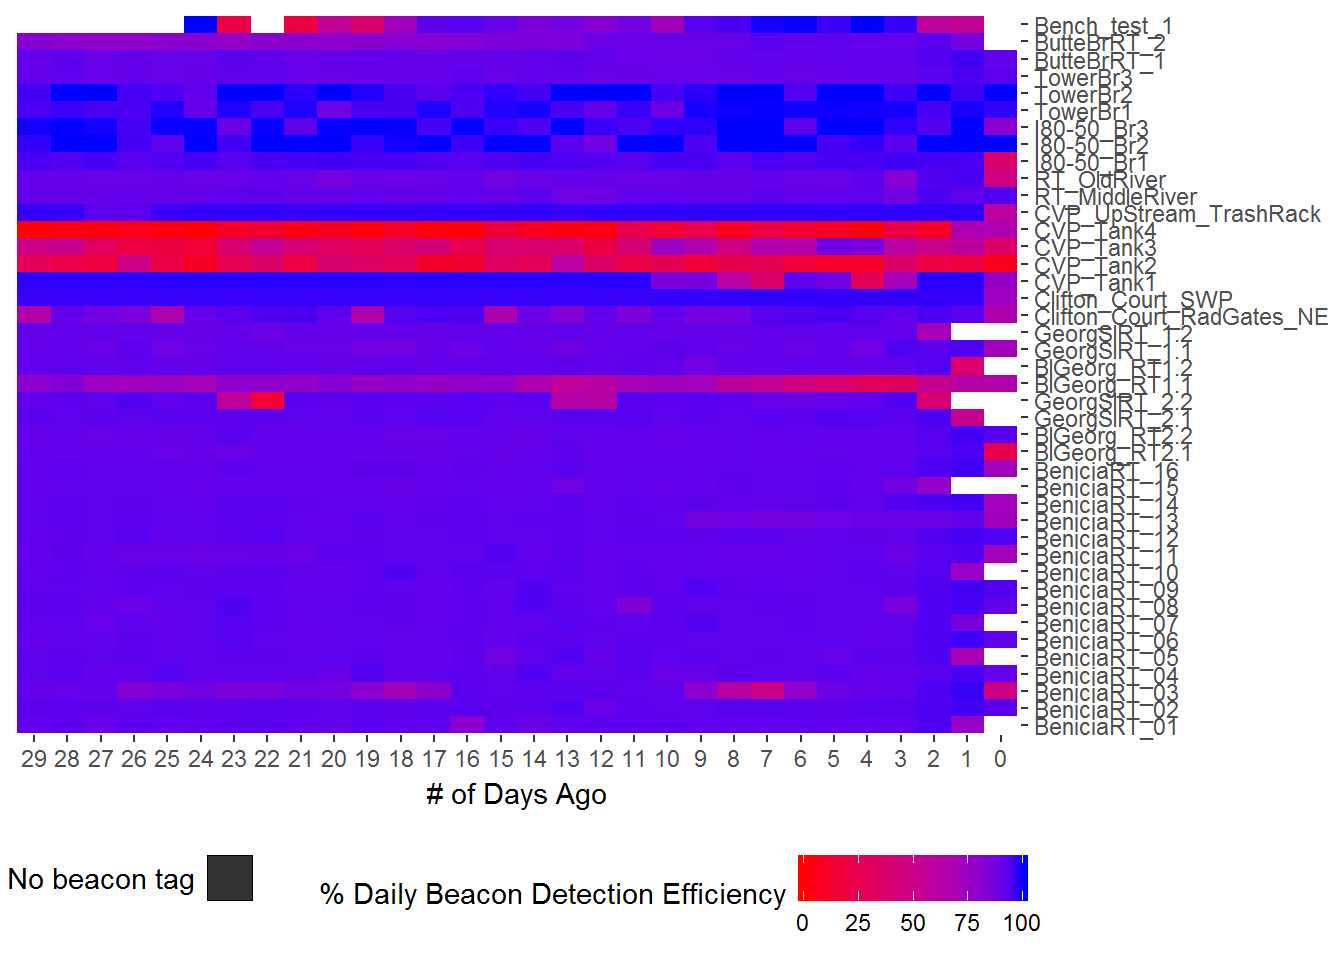 Bench_test_1
ButteBrRT_2
ButteBrRT_1
TowerBr3
TowerBr2
TowerBr1
I80-50_Br3
I80-50_Br2
I80-50_Br1
RT_OldRiver
RT_MiddleRiver
CVP_UpStream_TrashRack
CVP_Tank4
CVP_Tank3
CVP_Tank2
CVP_Tank1
Clifton_Court_SWP
Clifton_Court_RadGates_NE
GeorgSlRT_1.2
GeorgSlRT_1.1
BlGeorg_RT1.2
BlGeorg_RT1.1
GeorgSlRT_2.2
GeorgSlRT_2.1
BlGeorg_RT2.2
BlGeorg_RT2.1
BeniciaRT_16
BeniciaRT_15
BeniciaRT_14
BeniciaRT_13
BeniciaRT_12
BeniciaRT_11
BeniciaRT_10
BeniciaRT_09
BeniciaRT_08
BeniciaRT_07
BeniciaRT_06
BeniciaRT_05
BeniciaRT_04
BeniciaRT_03
BeniciaRT_02
BeniciaRT_01
29 28 27 26 25 24 23 22 21 20 19 18 17 16 15 14 13 12 11 10 9 8 7 6 5 4 3 2 1 0
# of Days Ago
No beacon tag
% Daily Beacon Detection Efficiency
0 25 50 75 100